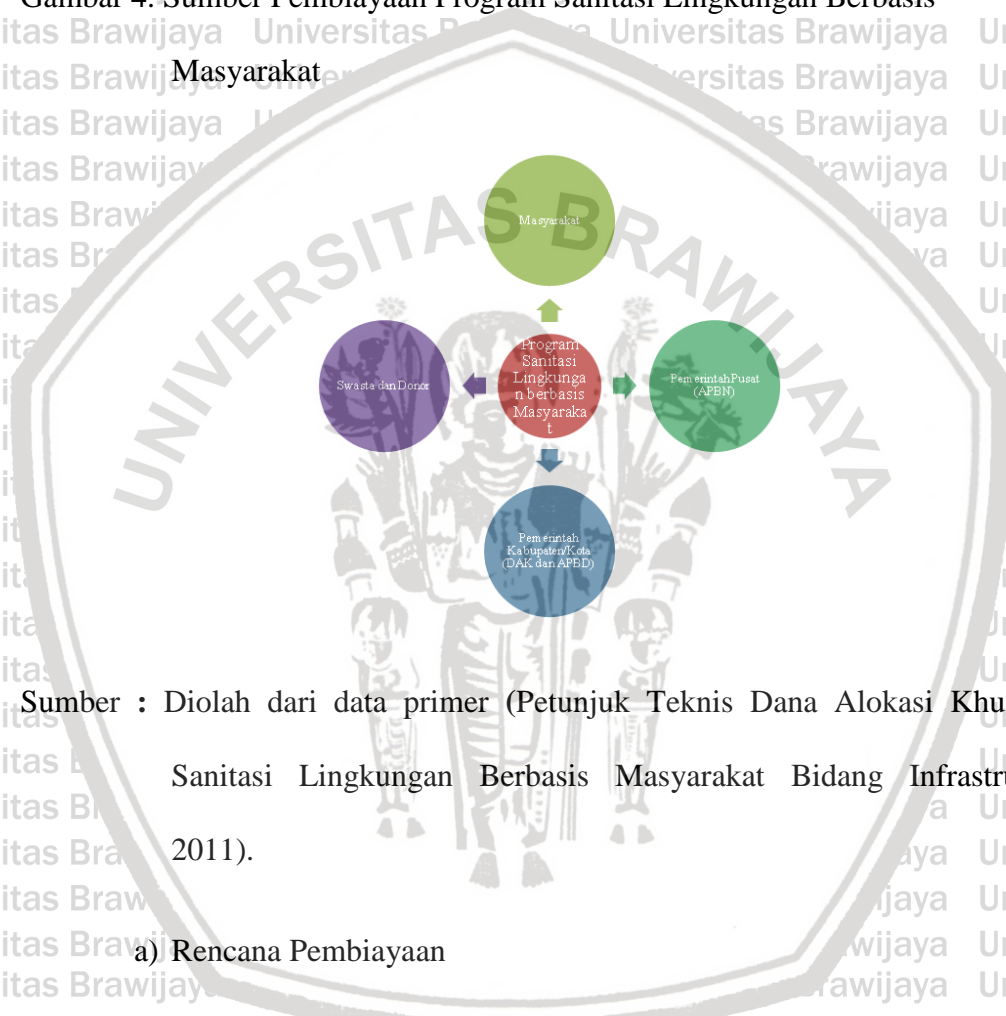 Gambar 4. Sumber Pembiayaan Program Sanitasi Lingkungan Berbasis
Masyarakat
UNIVERSITAS BRAWIJAYA
Masyarakat
Swasta dan Donor
Program
Sanitasi
Lingkunga
n berbasis
Masyaraka
t
Pemerintah Pusat
(APBN)
Pemerintah
Kabupaten/Kota
(DAK dan APBD)
Sumber : Diolah dari data primer (Petunjuk Teknis Dana Alokasi
Sanitasi Lingkungan Berbasis Masyarakat Bidang
2011).
a) Rencana Pembiayaan